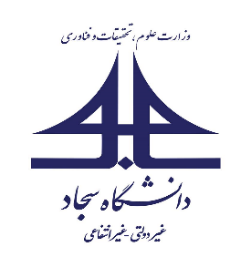 وزارت علوم، تحقیقات و فناوری
دانشگاه سجاد
غیردولتی-غیرانتفاعی